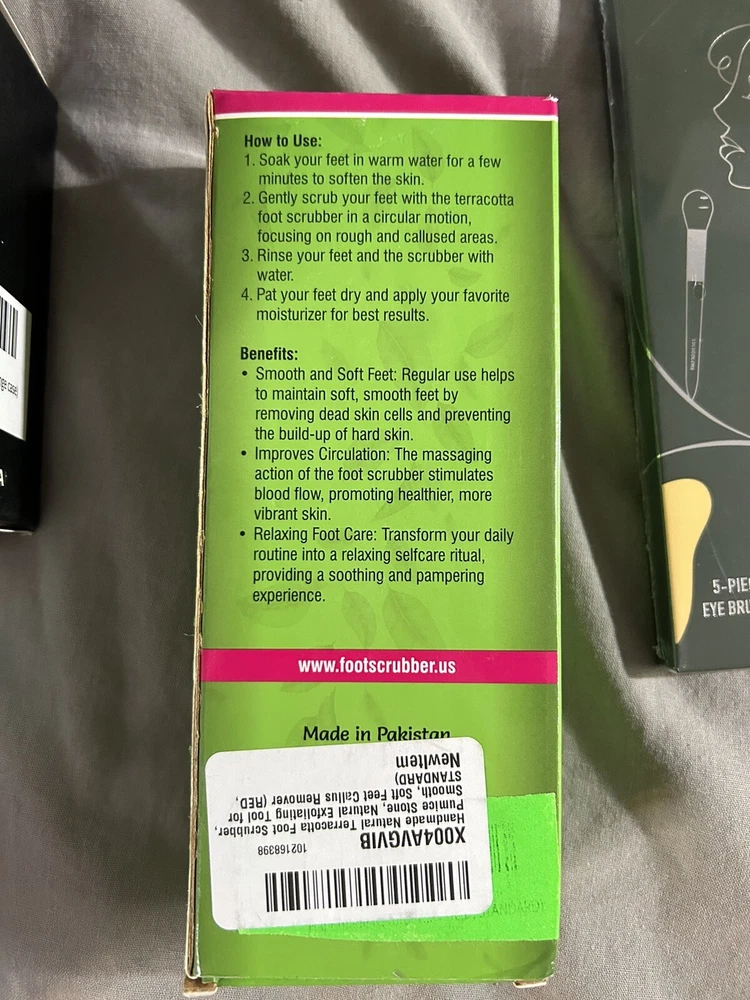 How to Use:
1. Soak your feet in warm water for a few
minutes to soften the skin.
2. Gently scrub your feet with the terracotta
foot scrubber in a circular motion,
focusing on rough and callused areas.
3. Rinse your feet and the scrubber with
water.
4. Pat your feet dry and apply your favorite
moisturizer for best results.
Benefits:
• Smooth and Soft Feet: Regular use helps
to maintain soft, smooth feet by
removing dead skin cells and preventing
the build-up of hard skin.
• Improves Circulation: The massaging
action of the foot scrubber stimulates
blood flow, promoting healthier, more
vibrant skin.
• Relaxing Foot Care: Transform your daily
routine into a relaxing selfcare ritual,
providing a soothing and pampering
experience.
www.footscrubber.us
Made in Pakistan
X004AVGVIB
102168398
Handmade Natural Terracotta Foot Scrubber,
Pumice Stone, Natural Exfoliating Tool for
Smooth, Soft Feet Callus Remover (RED,
STANDARD)
NewItem
STANDARD)
case)
5-PIE
EYE BRU